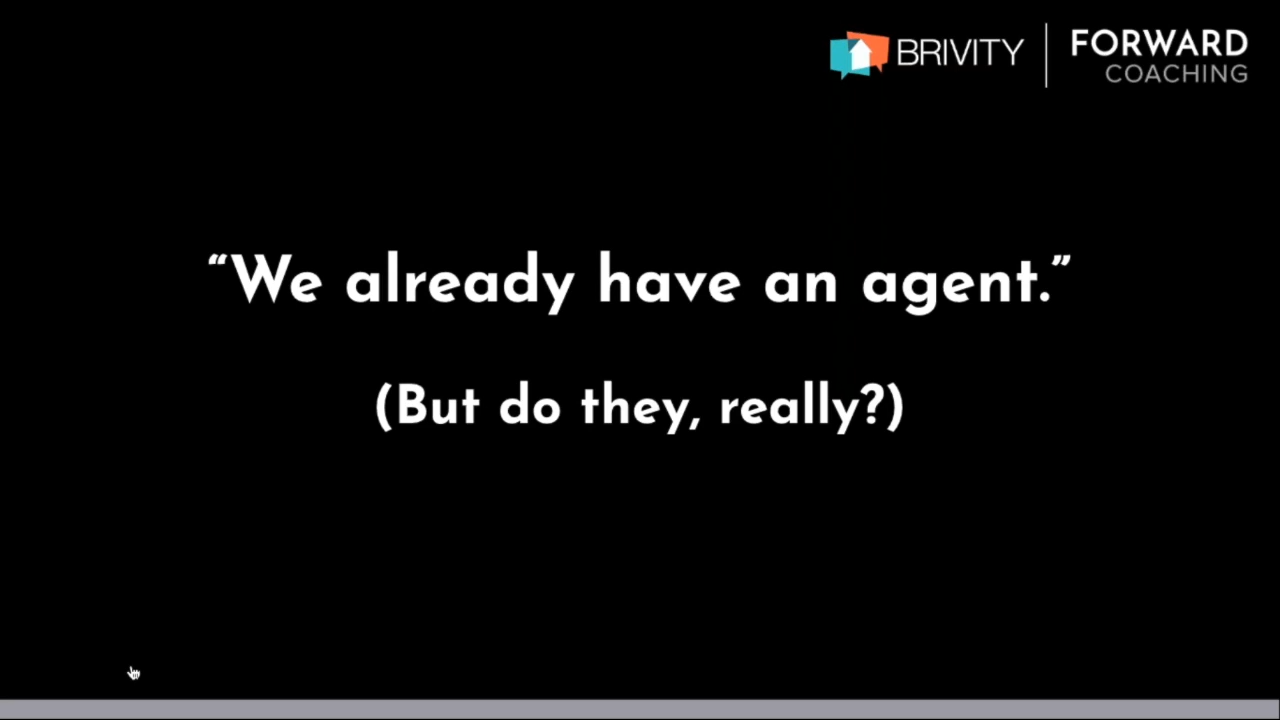 BRIVITY
FORWARD
COACHING
“We already have an agent.”
(But do they, really?)